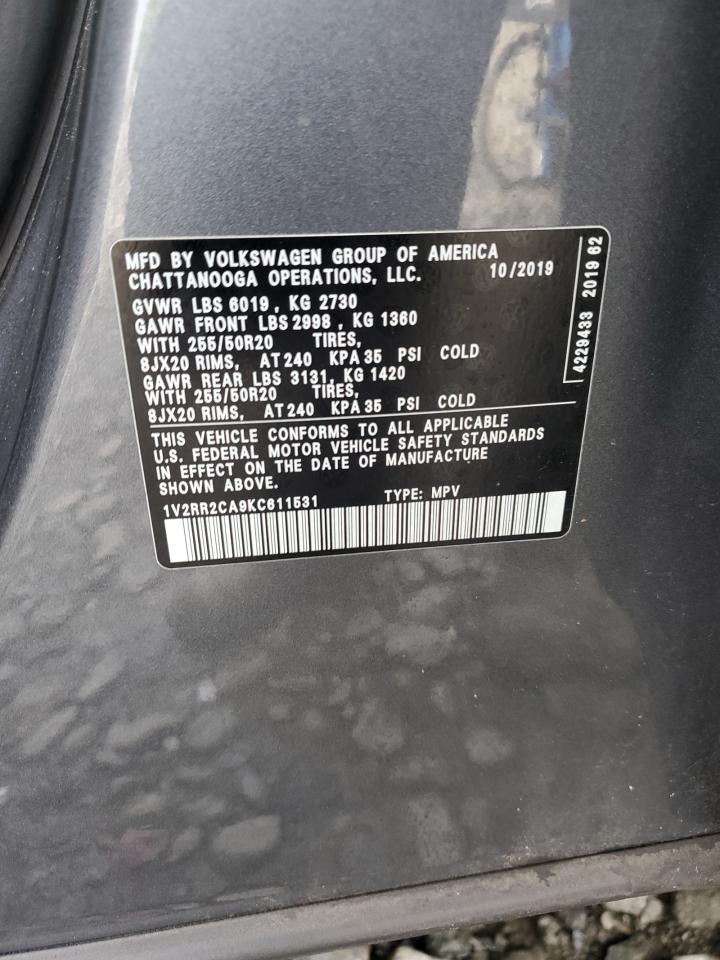 MFD BY VOLKSWAGEN GROUP OF AMERICA
CHATTANOOGA OPERATIONS, LLC. 10/2019
GVWR LBS 6019 , KG 2730
GAWR FRONT LBS 2998 , KG 1360
WITH 255/50R20 TIRES,
8JX20 RIMS, AT 240 KPA 35 PSI COLD
GAWR REAR LBS 3131, KG 1420
WITH 255/50R20 TIRES,
8JX20 RIMS, AT 240 KPA 35 PSI COLD
THIS VEHICLE CONFORMS TO ALL APPLICABLE
U.S. FEDERAL MOTOR VEHICLE SAFETY STANDARDS
IN EFFECT ON THE DATE OF MANUFACTURE
SHOWN ABOVE.
1V2RR2CA9KC611531 TYPE: MPV
4229433 2019 62